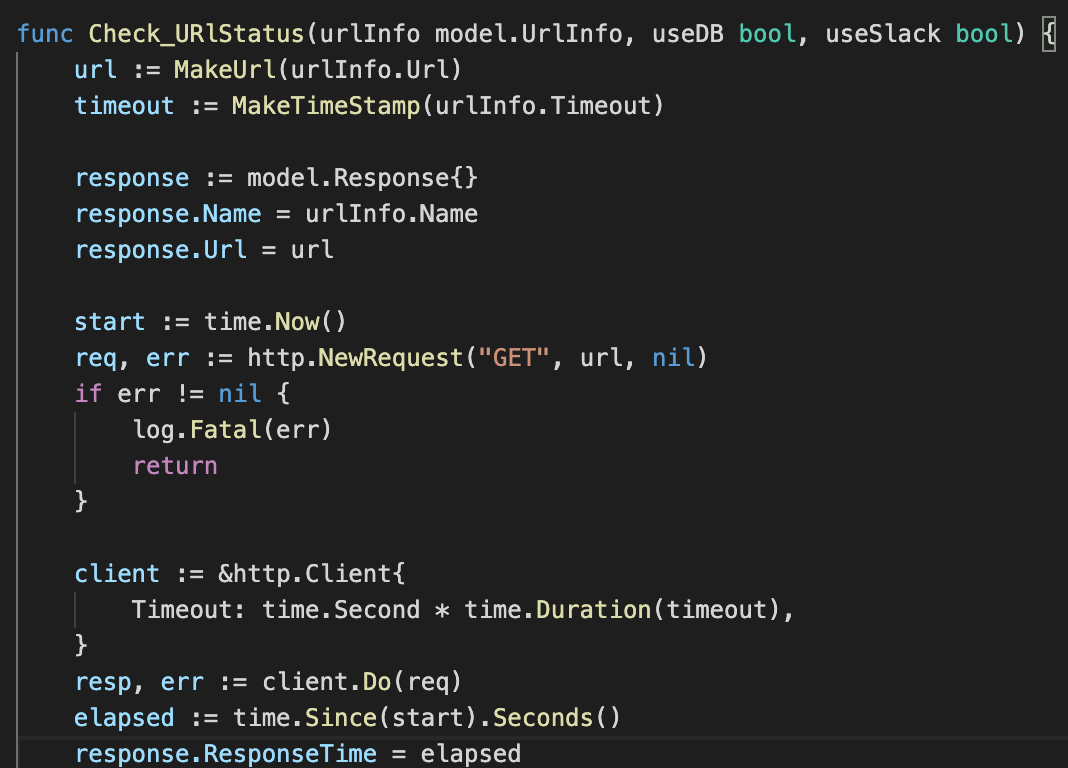 func Check_URlStatus(urlInfo model.UrlInfo, useDB bool, useSlack bool) {
    url := MakeUrl(urlInfo.Url)
    timeout := MakeTimeStamp(urlInfo.Timeout)

    response := model.Response{}
    response.Name = urlInfo.Name
    response.Url = url

    start := time.Now()
    req, err := http.NewRequest("GET", url, nil)
    if err != nil {
        log.Fatal(err)
        return
    }

    client := &http.Client{
        Timeout: time.Second * time.Duration(timeout),
    }
    resp, err := client.Do(req)
    elapsed := time.Since(start).Seconds()
    response.ResponseTime = elapsed